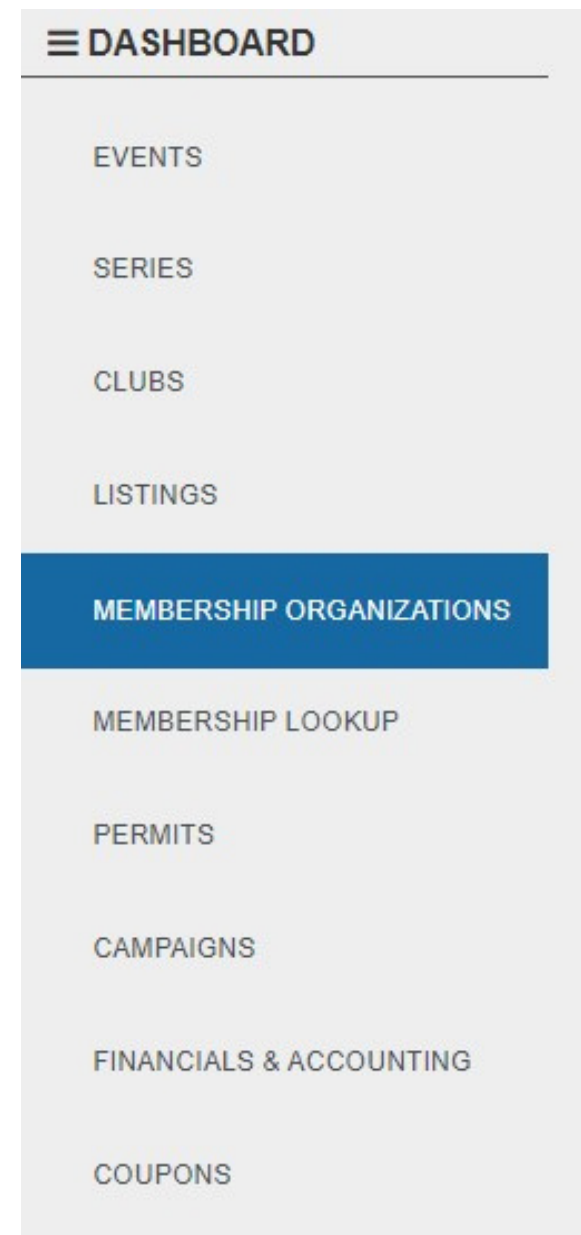 DASHBOARD
EVENTS
SERIES
CLUBS
LISTINGS
MEMBERSHIP ORGANIZATIONS
MEMBERSHIP LOOKUP
PERMITS
CAMPAIGNS
FINANCIALS & ACCOUNTING
COUPONS